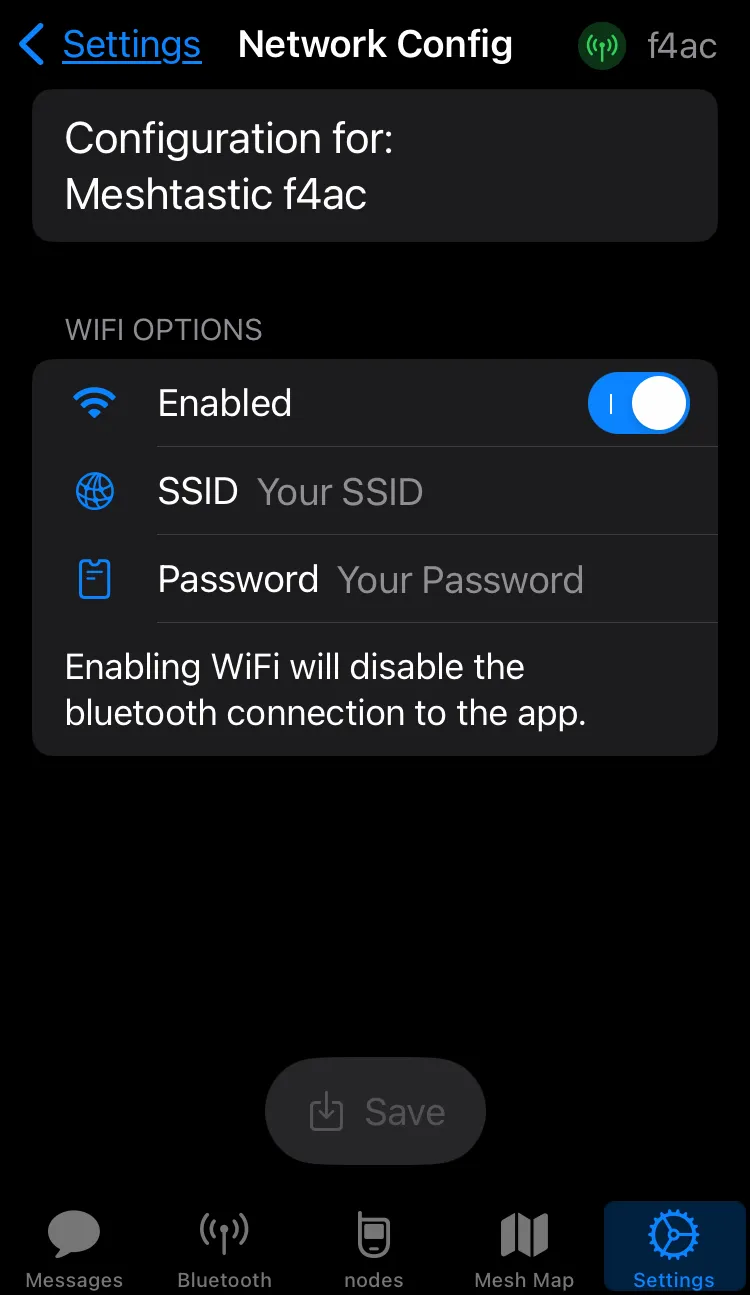 Settings Network Config f4ac
Configuration for:
Meshtastic f4ac
WIFI OPTIONS
Enabled
SSID Your SSID
Password Your Password
Enabling WiFi will disable the
bluetooth connection to the app.
Save
Messages Bluetooth nodes Mesh Map Settings